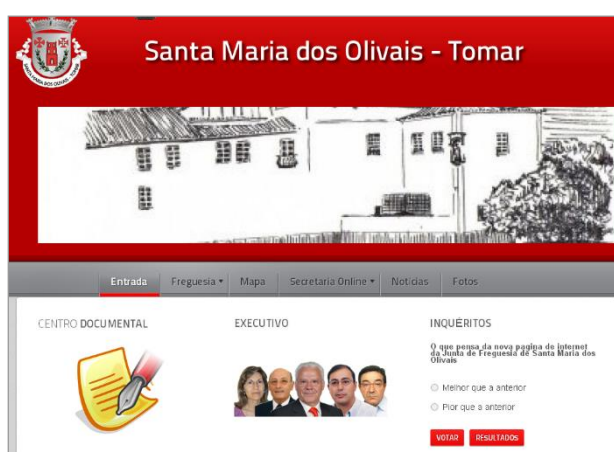 Santa Maria dos Olivais - Tomar
Entrada
Freguesia
Mapa
Secretaria Online
Notícias
Fotos
CENTRO DOCUMENTAL
EXECUTIVO
INQUÉRITOS
O que pensa da nova pagina de internet
da Junta de Freguesia de Santa Maria dos
Olivais
Melhor que a anterior
Pior que a anterior
VOTAR
RESULTADOS